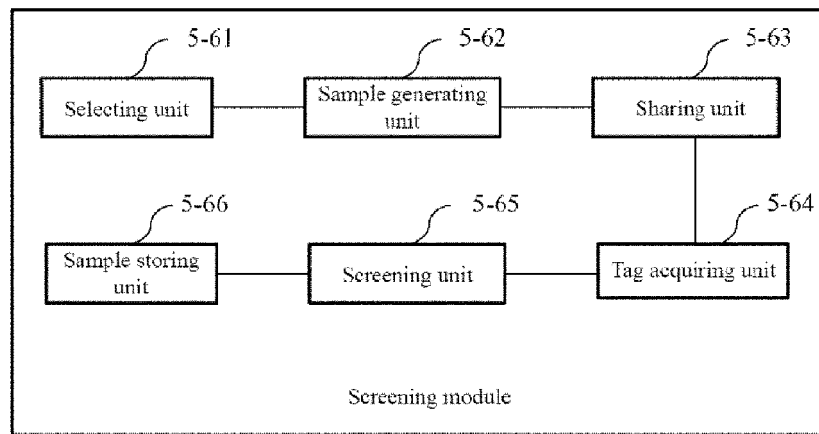 5-61
5-62
5-63
Selecting unit
Sample generating
unit
Sharing unit
5-66
5-65
5-64
Sample storing
unit
Screening unit
Tag acquiring unit
Screening module